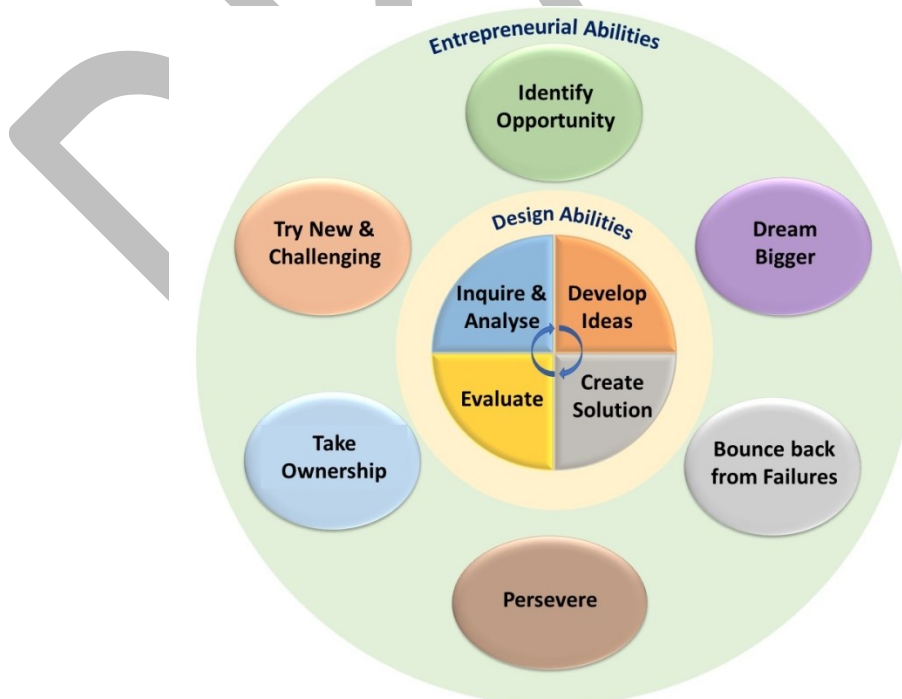 Entrepreneurial Abilities
Identify
Opportunity
Try New &
Challenging
Design Abilities
Dream
Bigger
Inquire &
Analyse
Develop
Ideas
Evaluate
Create
Solution
Take
Ownership
Bounce back
from Failures
Persevere